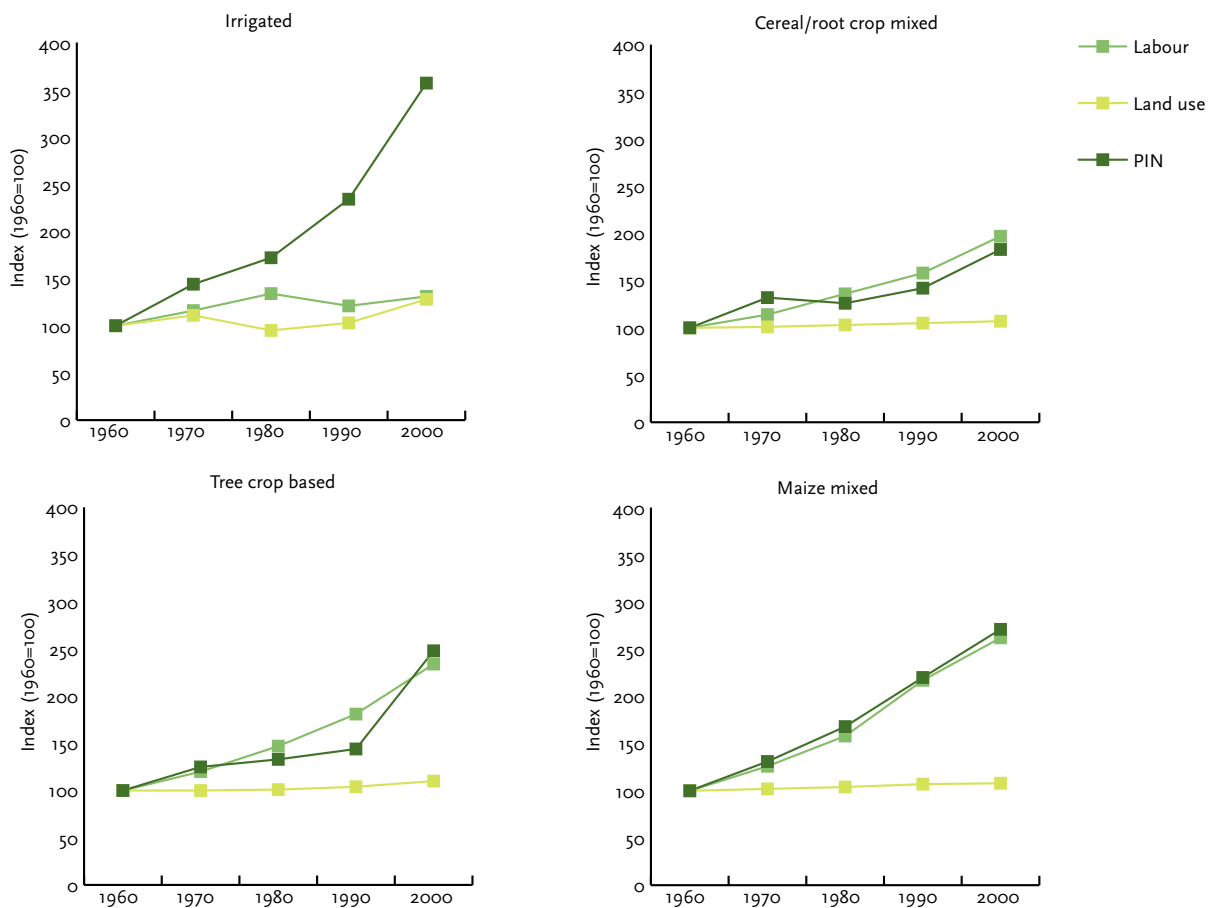 Irrigated
400
350
300
250
200
150
100
50
0
Index (1960=100)
1960 1970 1980 1990 2000
Cereal/root crop mixed
400
350
300
250
200
150
100
50
0
Index (1960=100)
1960 1970 1980 1990 2000
Labour
Land use
PIN
Tree crop based
400
350
300
250
200
150
100
50
0
Index (1960=100)
1960 1970 1980 1990 2000
Maize mixed
400
350
300
250
200
150
100
50
0
Index (1960=100)
1960 1970 1980 1990 2000